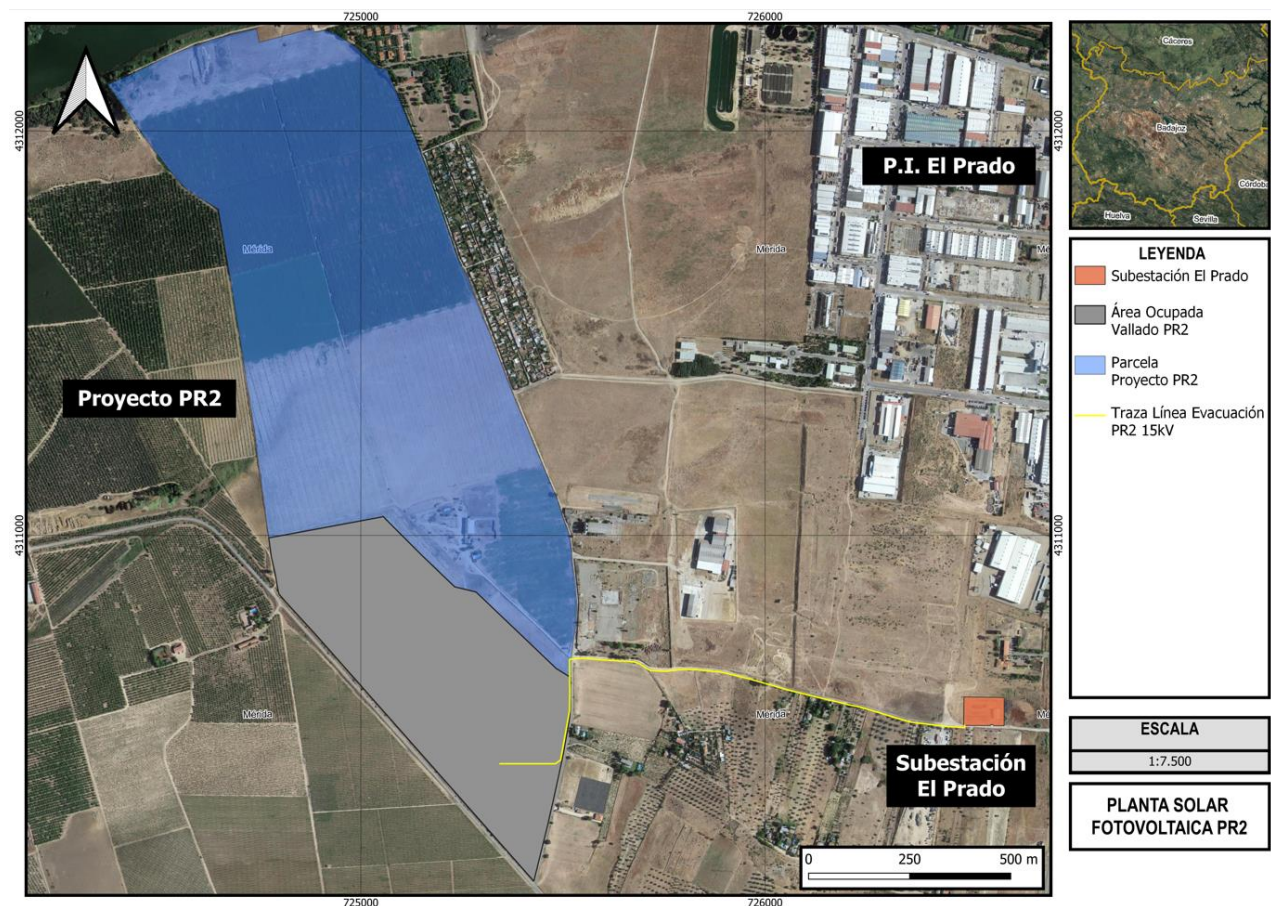 725000
726000
4312000
4312000
P.I. El Prado
Mérida
Mérida
Proyecto PR2
4311000
4311000
Mérida
Mérida
Mé
Subestación
El Prado
0
250
500 m
725000
726000
Cáceres
Badajoz
Córdoba
Huelva
Sevilla
LEYENDA
Subestación El Prado
Área Ocupada
Vallado PR2
Parcela
Proyecto PR2
Traza Línea Evacuación
PR2 15kV
ESCALA
1:7.500
PLANTA SOLAR
FOTOVOLTAICA PR2